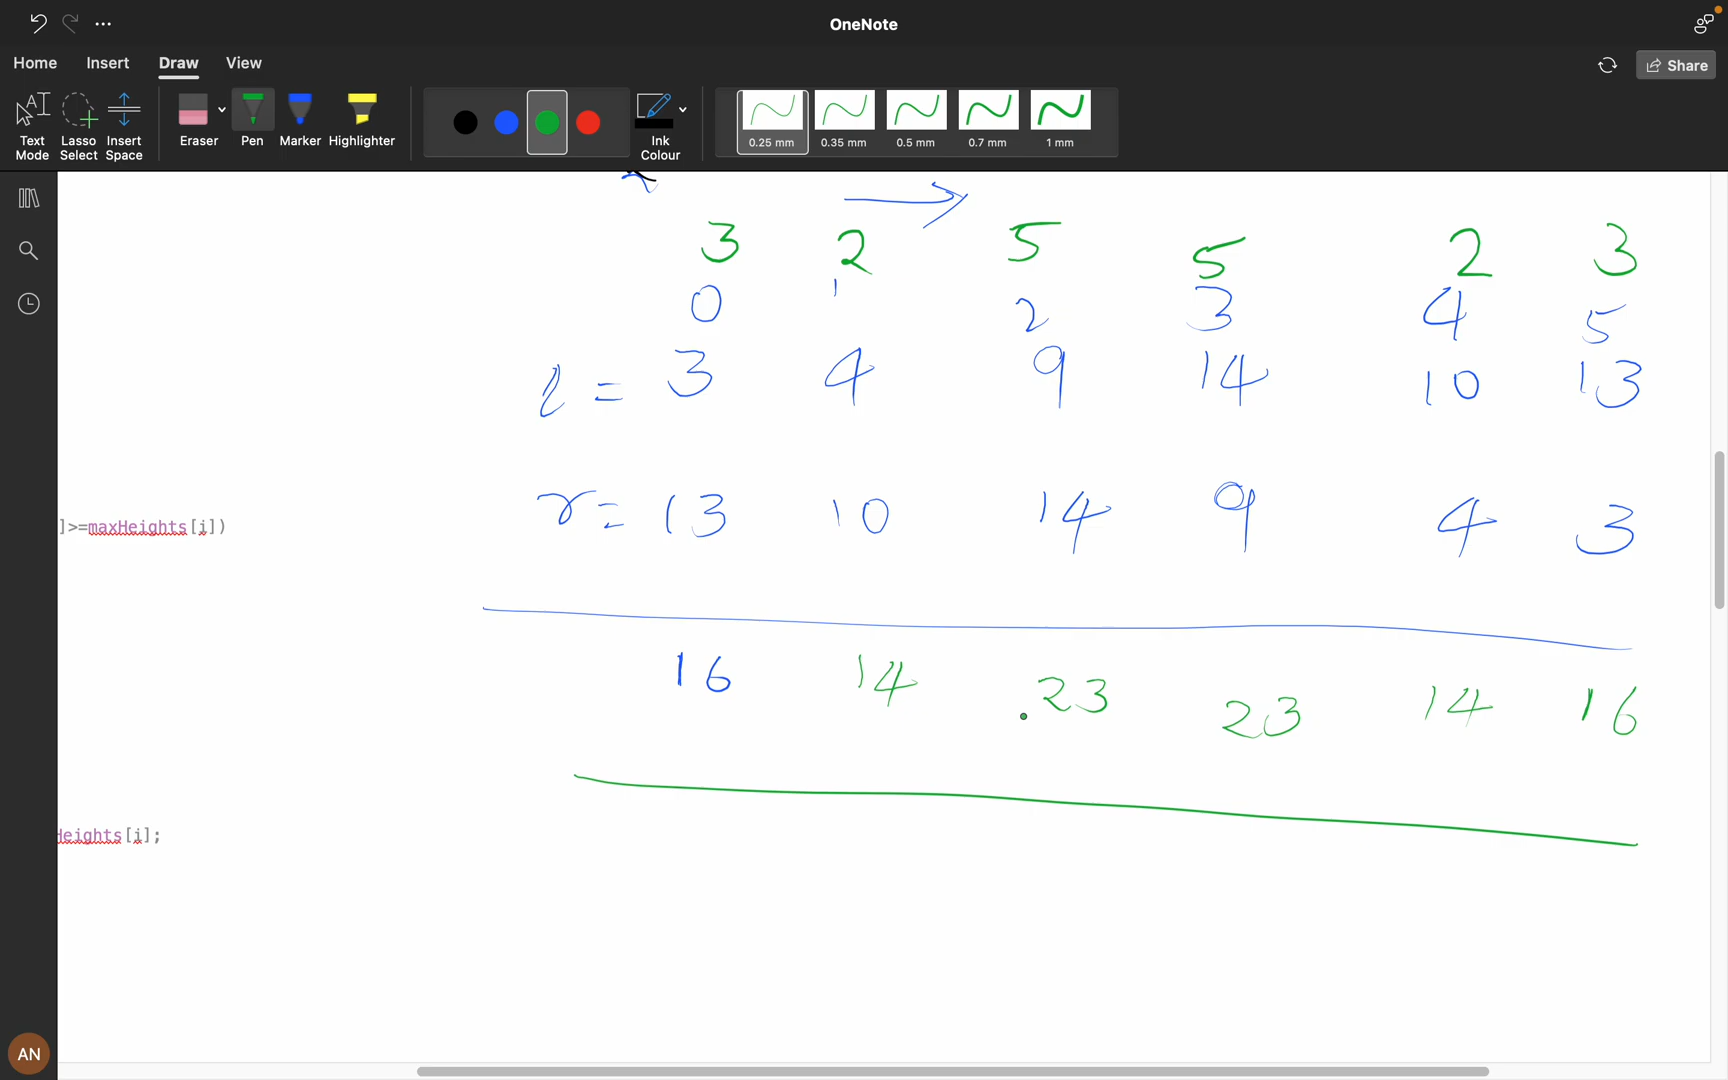 OneNote
Home Insert Draw View
Share
Text Mode
Lasso Select
Insert Space
Eraser
Pen
Marker
Highlighter
Ink Colour
0.25 mm
0.35 mm
0.5 mm
0.7 mm
1 mm
3 2 5 5 2 3
0 1 2 3 4 5
l = 3 4 9 14 10 13
]>=maxHeights[i])
r = 13 10 14 9 4 3
16 14 23 23 14 16
Heights[i];
AN